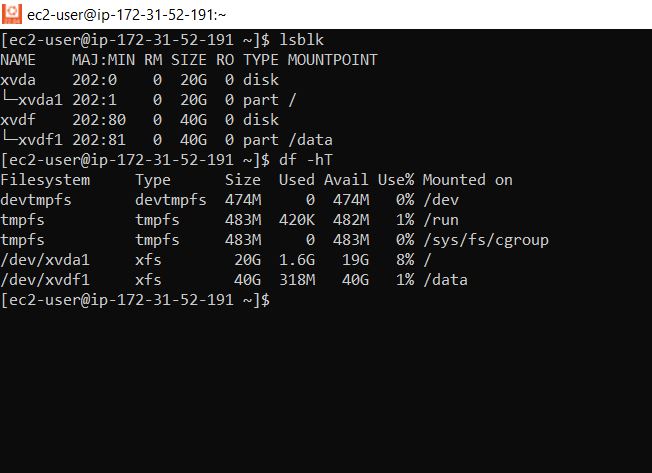 ec2-user@ip-172-31-52-191:~
[ec2-user@ip-172-31-52-191 ~]$ lsblk
NAME    MAJ:MIN RM SIZE RO TYPE MOUNTPOINT
xvda    202:0    0  20G  0 disk
└─xvda1 202:1    0  20G  0 part /
xvdf    202:80   0  40G  0 disk
└─xvdf1 202:81   0  40G  0 part /data
[ec2-user@ip-172-31-52-191 ~]$ df -hT
Filesystem     Type      Size  Used Avail Use% Mounted on
devtmpfs       devtmpfs  474M     0  474M   0% /dev
tmpfs          tmpfs     483M  420K  482M   1% /run
tmpfs          tmpfs     483M     0  483M   0% /sys/fs/cgroup
/dev/xvda1     xfs        20G  1.6G   19G   8% /
/dev/xvdf1     xfs        40G  318M   40G   1% /data
[ec2-user@ip-172-31-52-191 ~]$